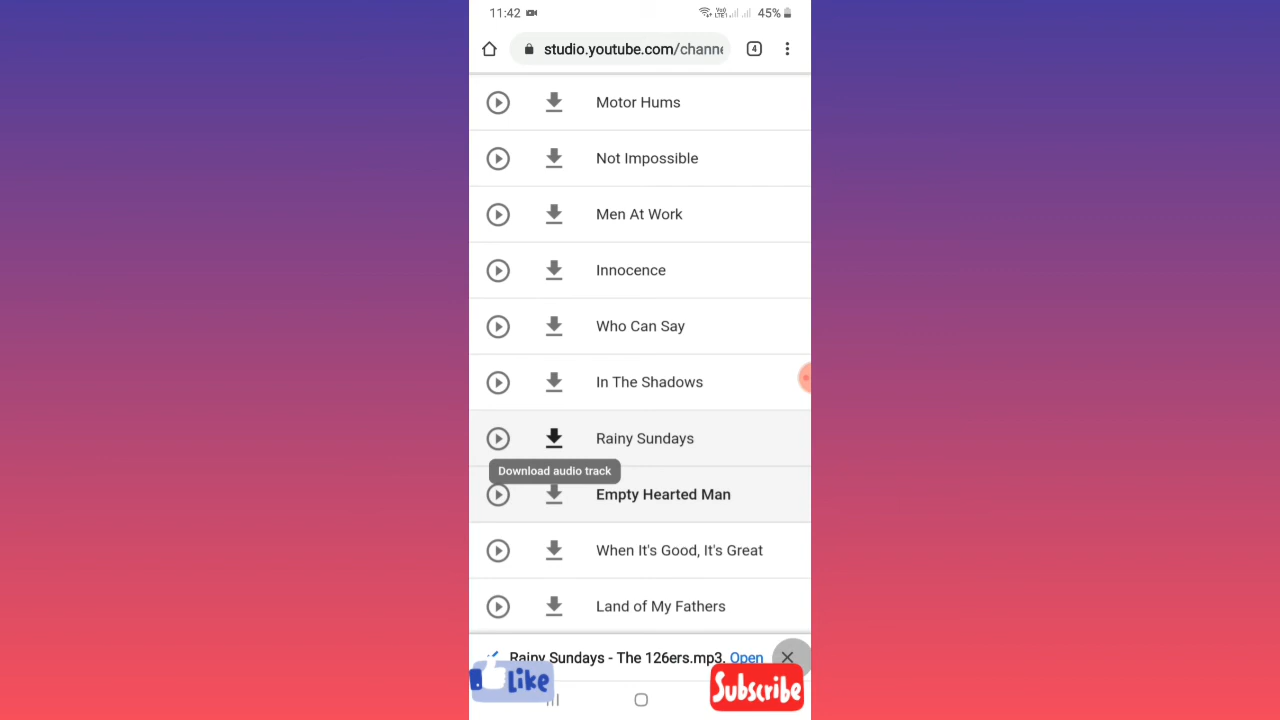 11:42
Vo)) LTE1
45%
studio.youtube.com/channe
4
Motor Hums
Not Impossible
Men At Work
Innocence
Who Can Say
In The Shadows
Rainy Sundays
Download audio track
Empty Hearted Man
When It's Good, It's Great
Land of My Fathers
Rainy Sundays - The 126ers.mp3. Open
Like
Subscribe